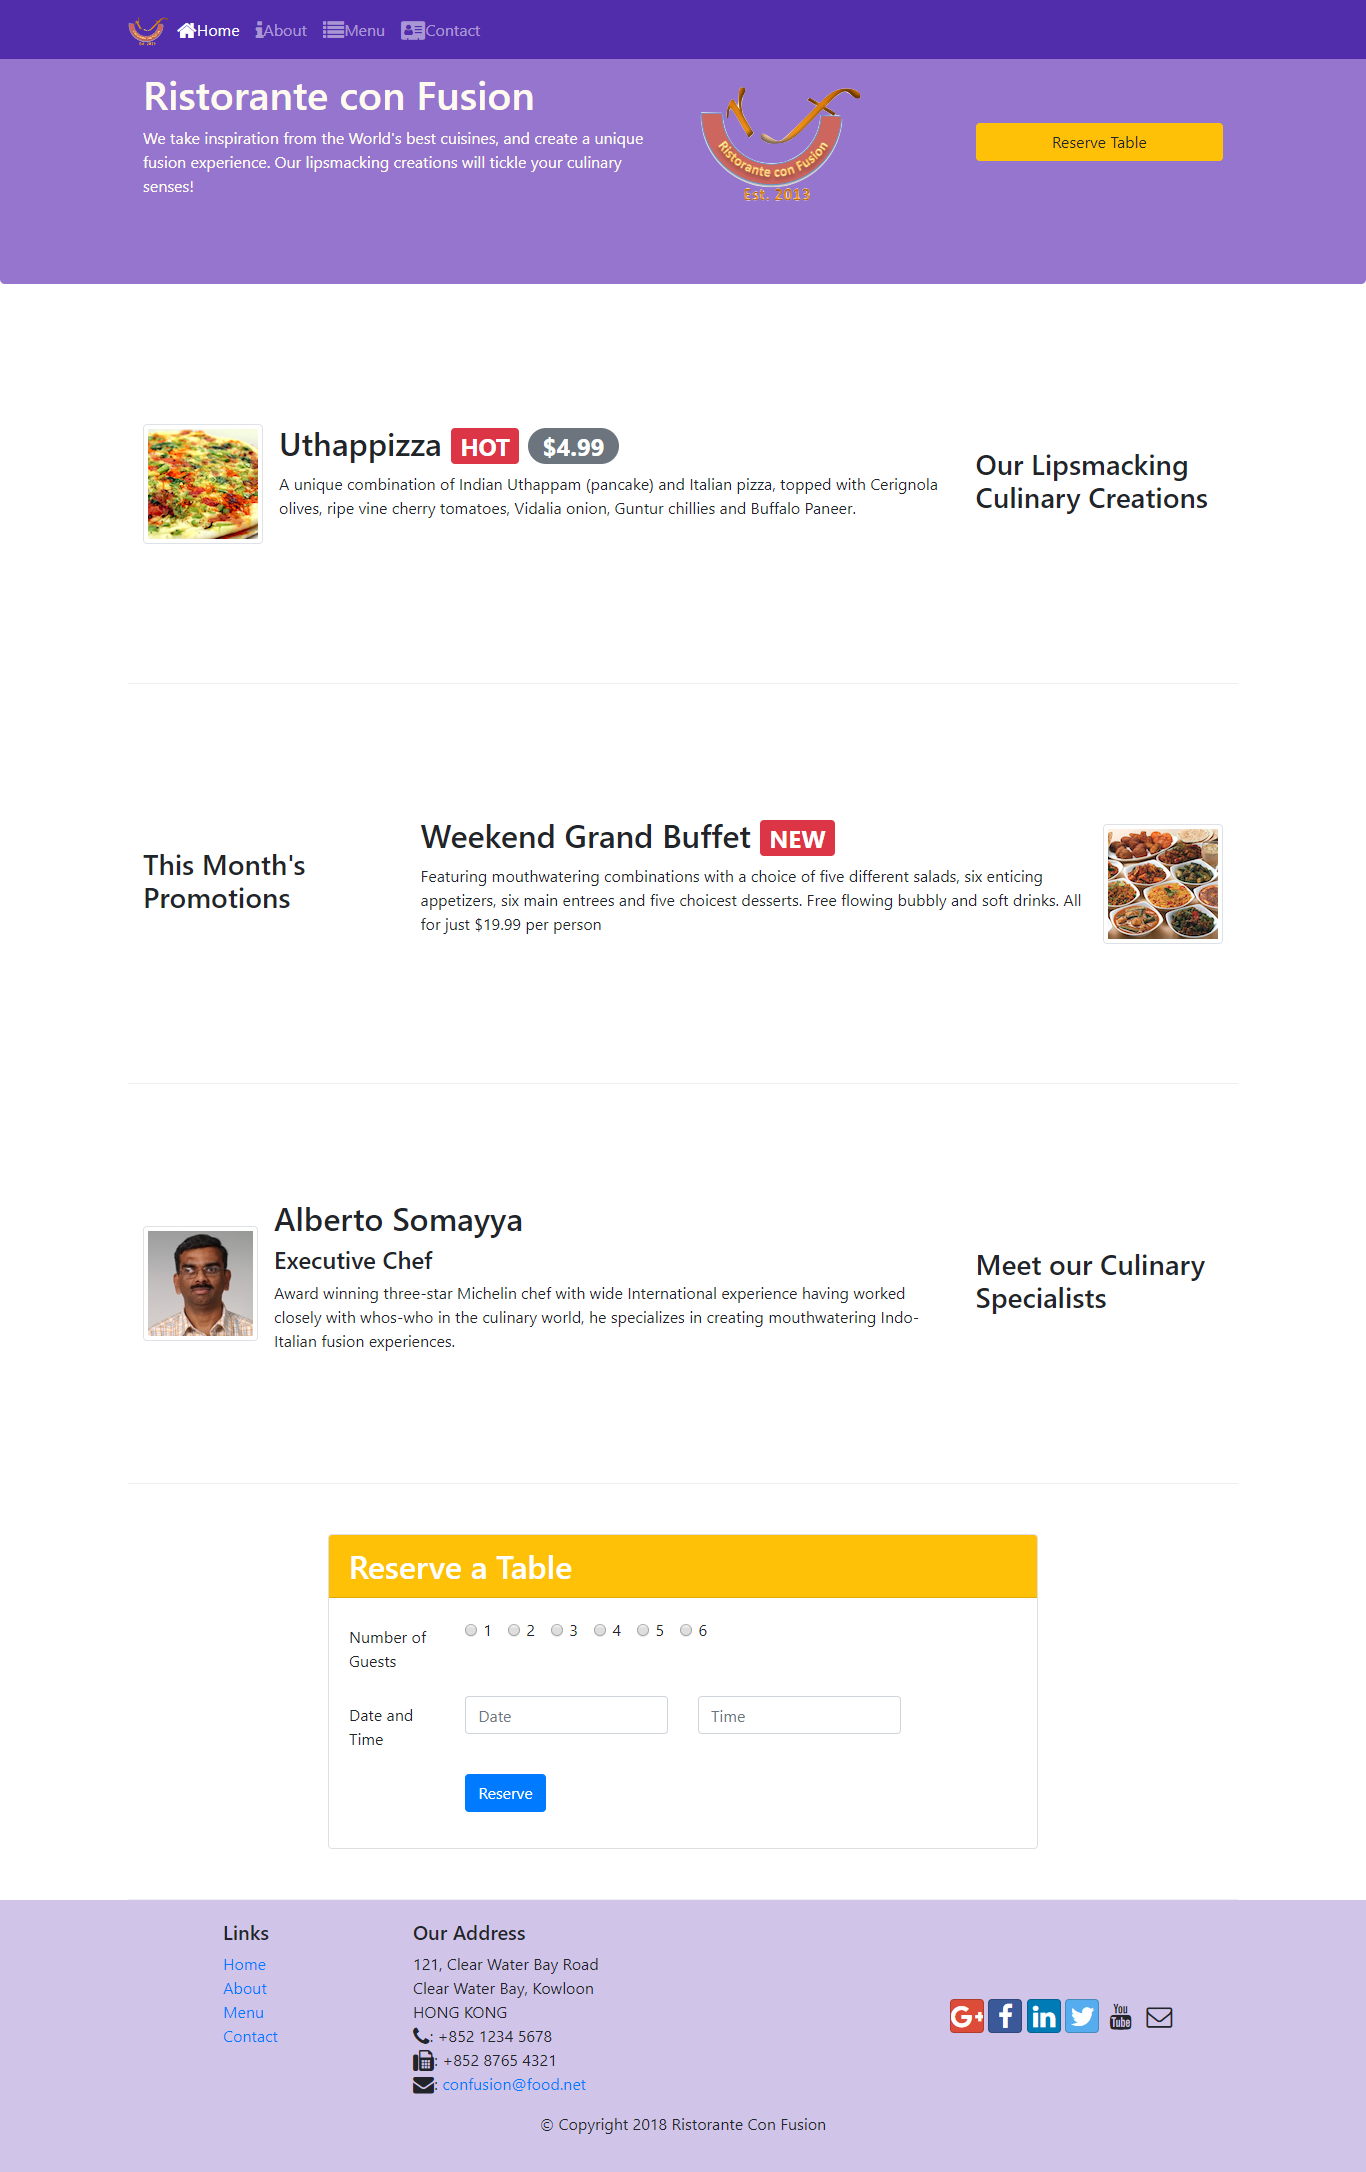 Home About Menu Contact
Ristorante con Fusion
We take inspiration from the World's best cuisines, and create a unique
fusion experience. Our lipsmacking creations will tickle your culinary
senses!
Ristorante con Fusion
Est. 2013
Reserve Table
Uthappizza HOT $4.99
A unique combination of Indian Uthappam (pancake) and Italian pizza, topped with Cerignola
olives, ripe vine cherry tomatoes, Vidalia onion, Guntur chillies and Buffalo Paneer.
Our Lipsmacking
Culinary Creations
This Month's
Promotions
Weekend Grand Buffet NEW
Featuring mouthwatering combinations with a choice of five different salads, six enticing
appetizers, six main entrees and five choicest desserts. Free flowing bubbly and soft drinks. All
for just $19.99 per person
Alberto Somayya
Executive Chef
Award winning three-star Michelin chef with wide International experience having worked
closely with whos-who in the culinary world, he specializes in creating mouthwatering Indo-
Italian fusion experiences.
Meet our Culinary
Specialists
Reserve a Table
Number of
Guests
1 2 3 4 5 6
Date and
Time
Date
Time
Reserve
Links
Home
About
Menu
Contact
Our Address
121, Clear Water Bay Road
Clear Water Bay, Kowloon
HONG KONG
: +852 1234 5678
: +852 8765 4321
: confusion@food.net
G+ f in You Tube
© Copyright 2018 Ristorante Con Fusion